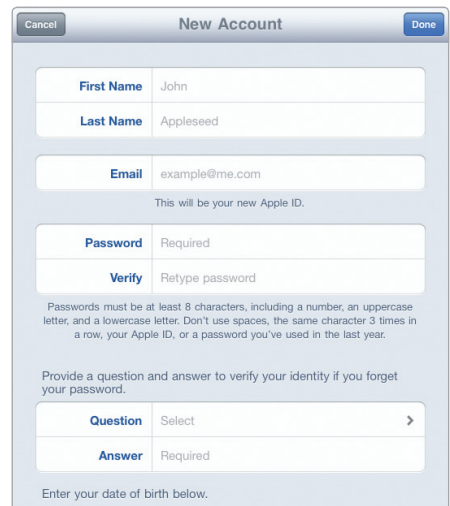 Cancel New Account Done
First Name John
Last Name Appleseed
Email example@me.com
This will be your new Apple ID.
Password Required
Verify Retype password
Passwords must be at least 8 characters, including a number, an uppercase
letter, and a lowercase letter. Don't use spaces, the same character 3 times in
a row, your Apple ID, or a password you've used in the last year.
Provide a question and answer to verify your identity if you forget
your password.
Question Select
Answer Required
Enter your date of birth below.